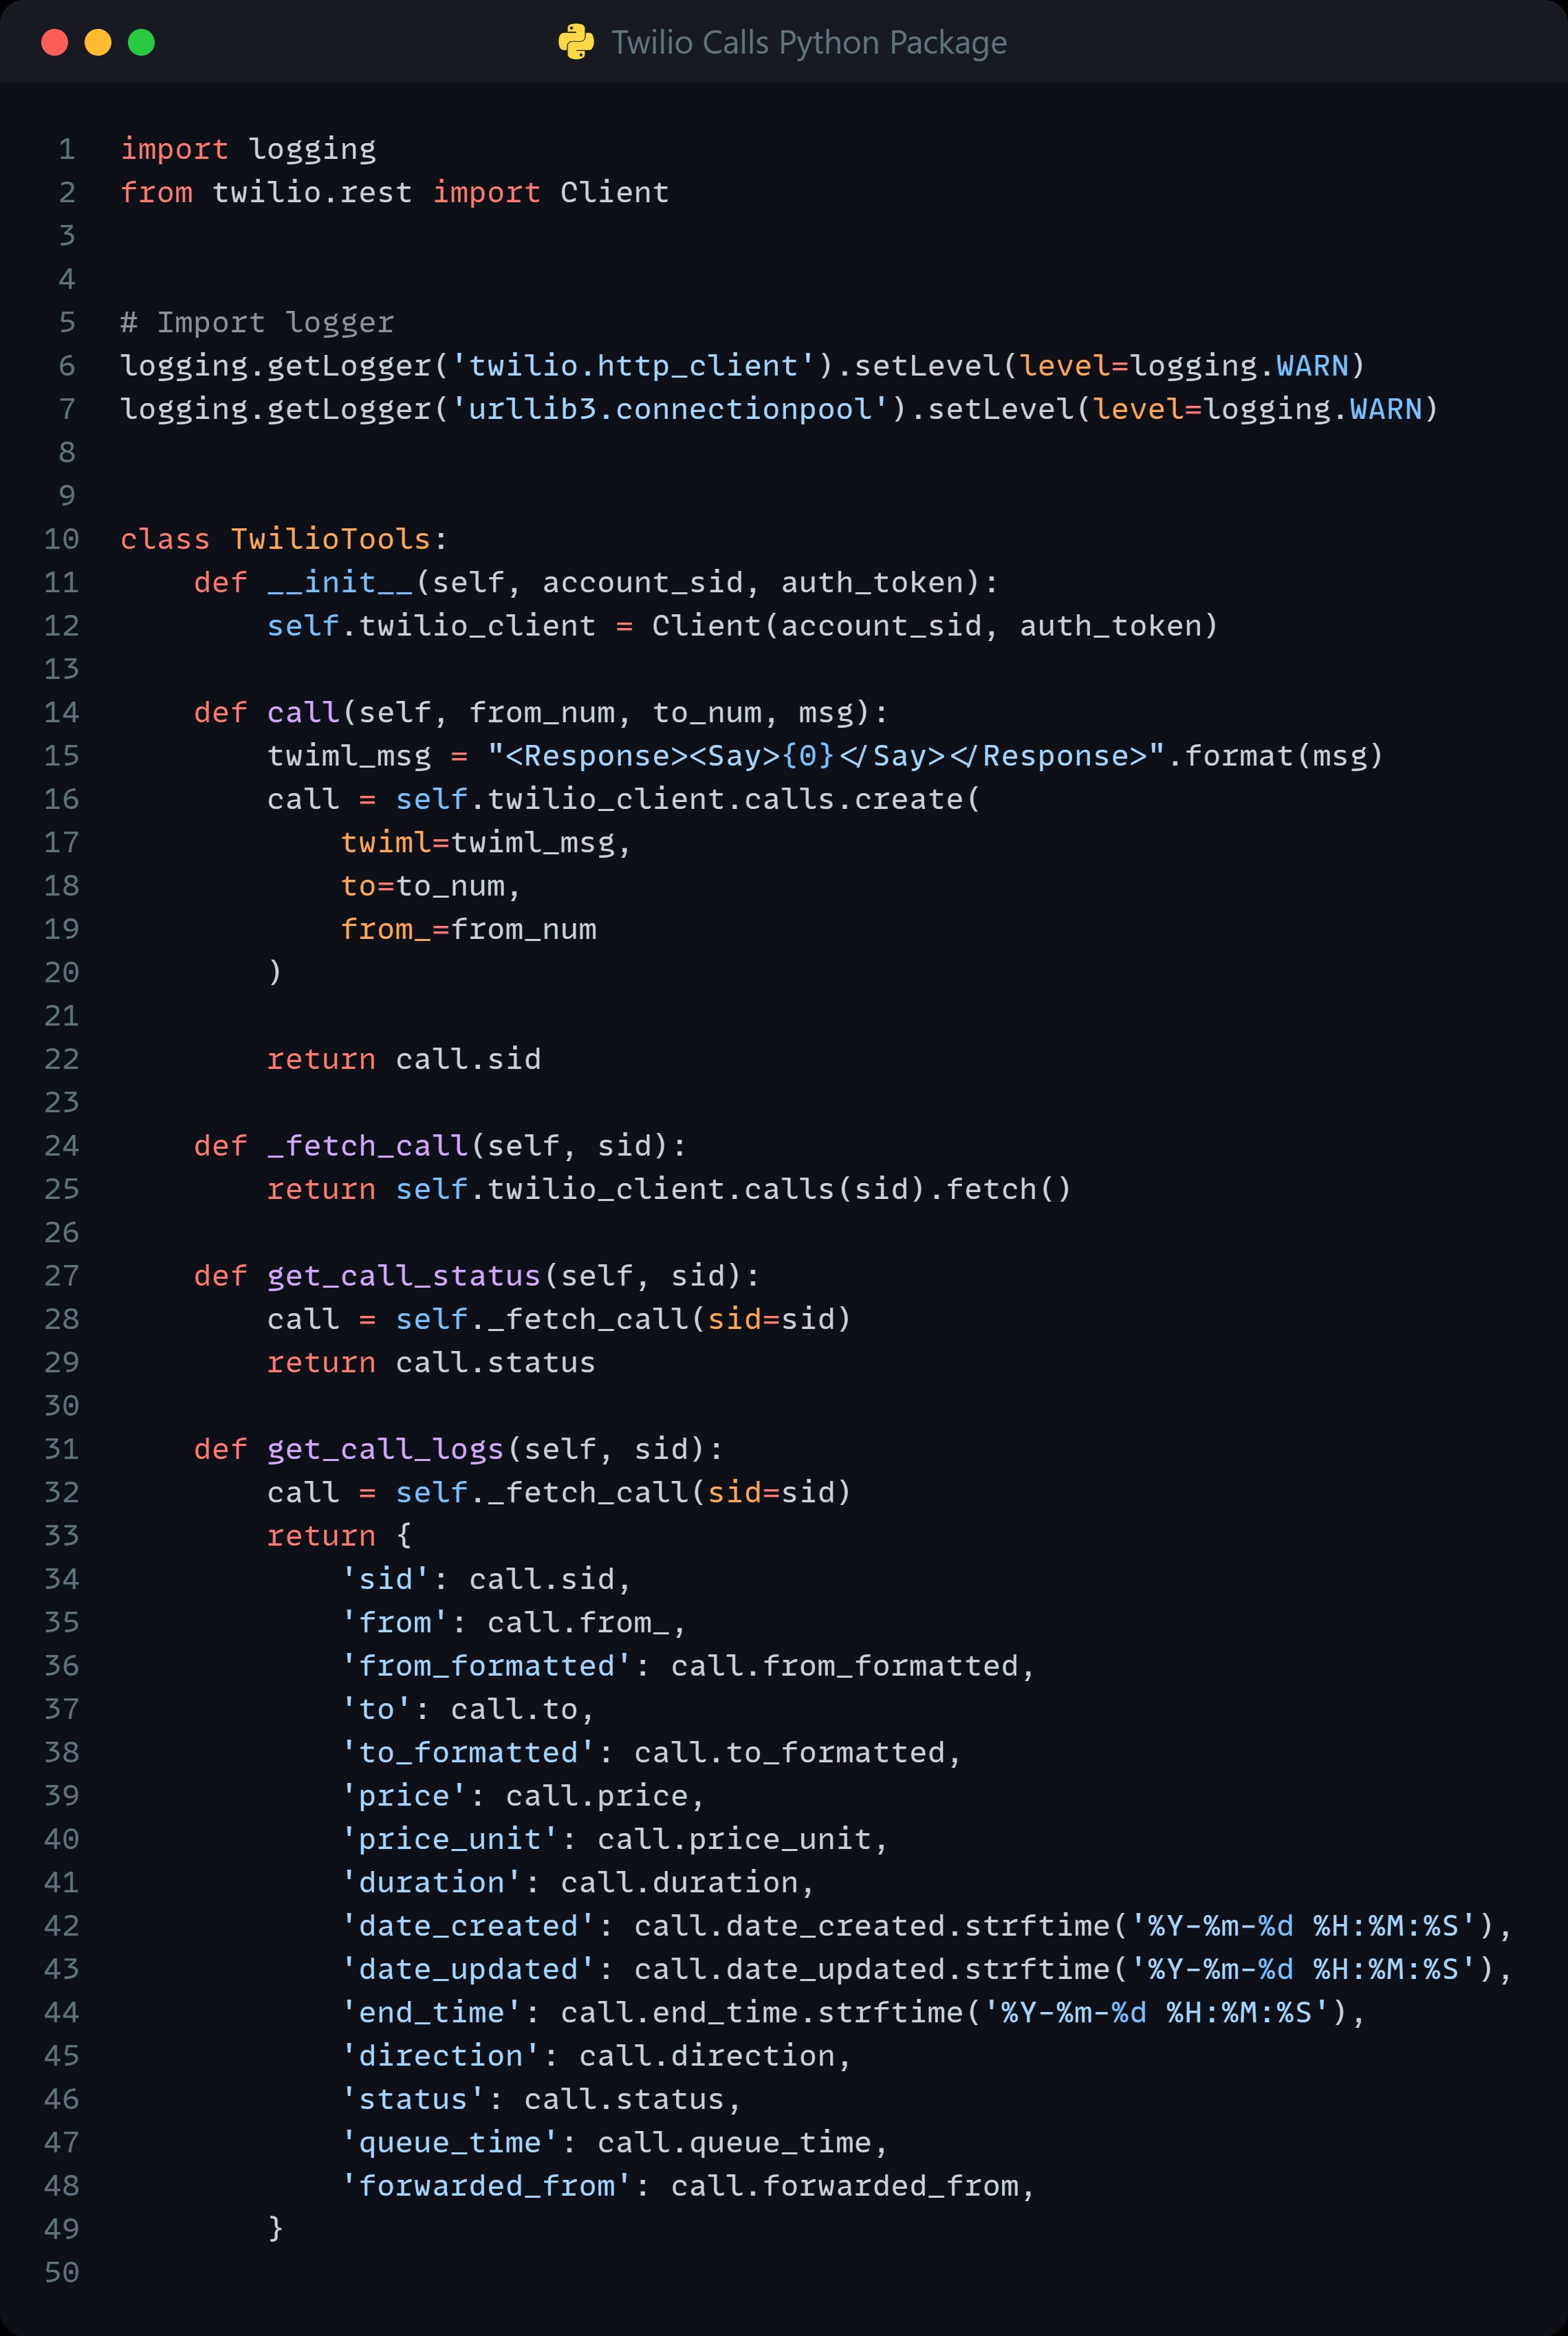 Twilio Calls Python Package
1 import logging
2 from twilio.rest import Client
3
4
5 # Import logger
6 logging.getLogger('twilio.http_client').setLevel(level=logging.WARN)
7 logging.getLogger('urllib3.connectionpool').setLevel(level=logging.WARN)
8
9
10 class TwilioTools:
11     def __init__(self, account_sid, auth_token):
12         self.twilio_client = Client(account_sid, auth_token)
13
14     def call(self, from_num, to_num, msg):
15         twiml_msg = "<Response><Say>{0}</Say></Response>".format(msg)
16         call = self.twilio_client.calls.create(
17             twiml=twiml_msg,
18             to=to_num,
19             from_=from_num
20         )
21
22         return call.sid
23
24     def _fetch_call(self, sid):
25         return self.twilio_client.calls(sid).fetch()
26
27     def get_call_status(self, sid):
28         call = self._fetch_call(sid=sid)
29         return call.status
30
31     def get_call_logs(self, sid):
32         call = self._fetch_call(sid=sid)
33         return {
34             'sid': call.sid,
35             'from': call.from_,
36             'from_formatted': call.from_formatted,
37             'to': call.to,
38             'to_formatted': call.to_formatted,
39             'price': call.price,
40             'price_unit': call.price_unit,
41             'duration': call.duration,
42             'date_created': call.date_created.strftime('%Y-%m-%d %H:%M:%S'),
43             'date_updated': call.date_updated.strftime('%Y-%m-%d %H:%M:%S'),
44             'end_time': call.end_time.strftime('%Y-%m-%d %H:%M:%S'),
45             'direction': call.direction,
46             'status': call.status,
47             'queue_time': call.queue_time,
48             'forwarded_from': call.forwarded_from,
49         }
50